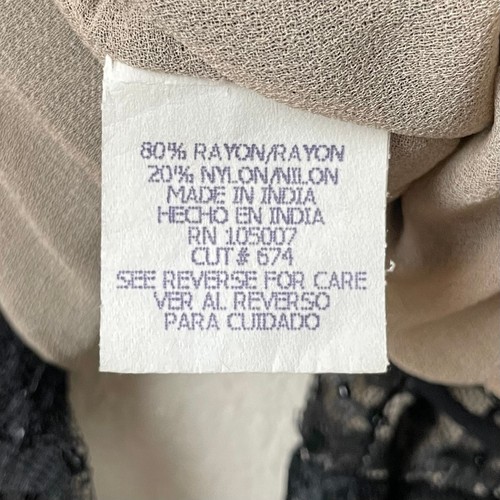 80% RAYON/RAYON
20% NYLON/NILON
MADE IN INDIA
HECHO EN INDIA
RN 105007
CUT# 674
SEE REVERSE FOR CARE
VER AL REVERSO
PARA CUIDADO